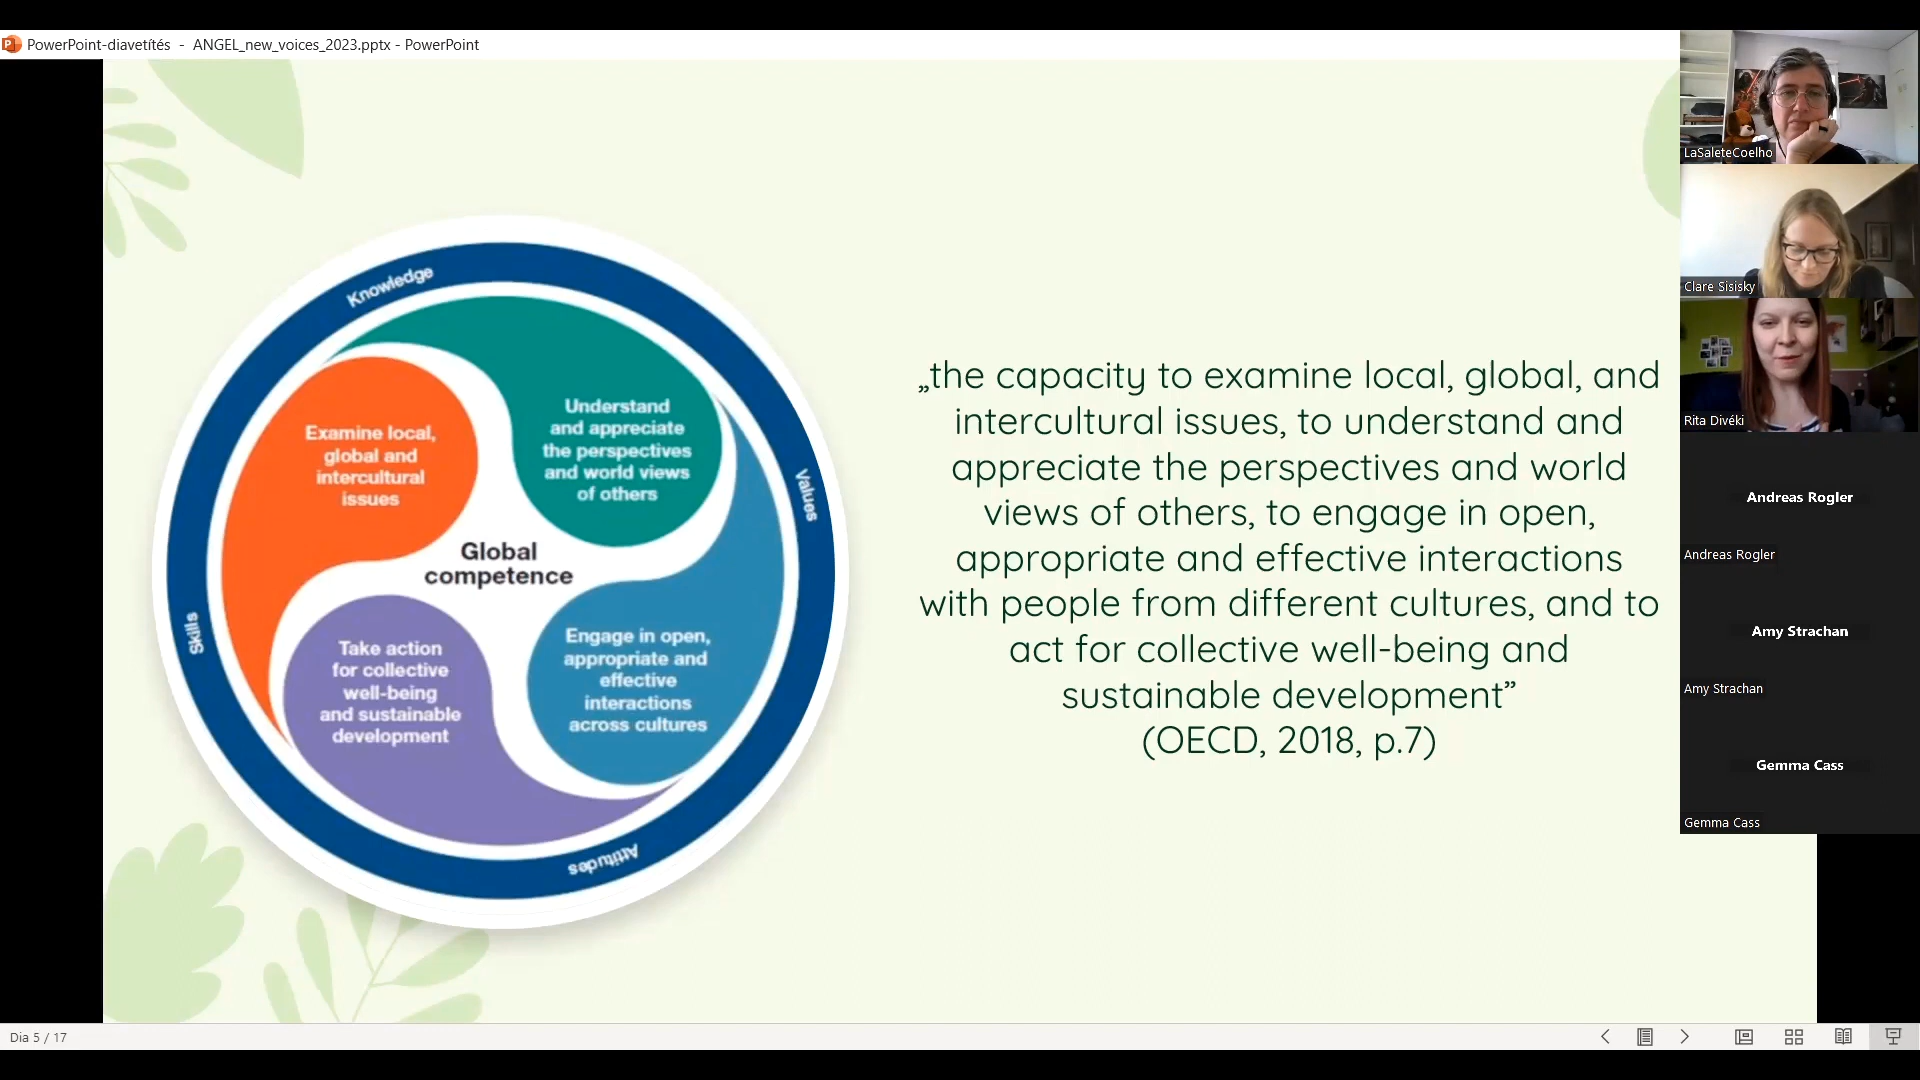 PowerPoint-diavetítés - ANGEL_new_voices_2023.pptx - PowerPoint
Knowledge
Values
Skills
Attitudes
Examine local,
global and
intercultural
issues
Understand
and appreciate
the perspectives
and world views
of others
Global
competence
Take action
for collective
well-being
and sustainable
development
Engage in open,
appropriate and
effective
interactions
across cultures
„the capacity to examine local, global, and
intercultural issues, to understand and
appreciate the perspectives and world
views of others, to engage in open,
appropriate and effective interactions
with people from different cultures, and to
act for collective well-being and
sustainable development”
(OECD, 2018, p.7)
LaSaleteCoelho
Clare Sisisky
Rita Divéki
Andreas Rogler
Andreas Rogler
Amy Strachan
Amy Strachan
Gemma Cass
Gemma Cass
Dia 5 / 17